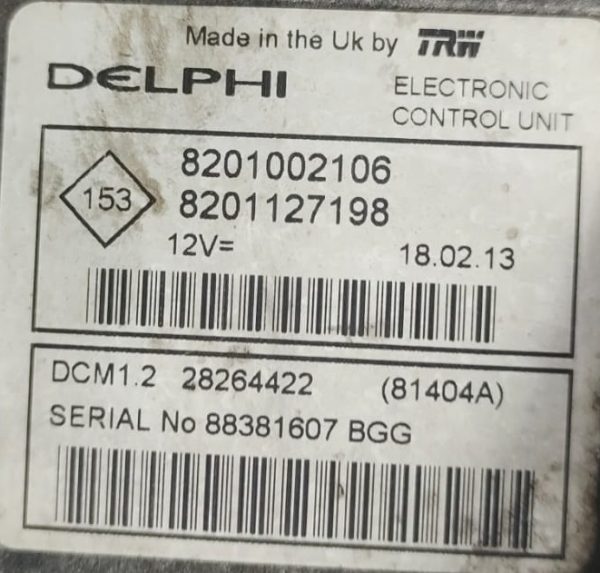 Made in the Uk by TRW
DELPHI
ELECTRONIC
CONTROL UNIT
153
8201002106
8201127198
12V= 18.02.13
DCM1.2 28264422 (81404A)
SERIAL No 88381607 BGG